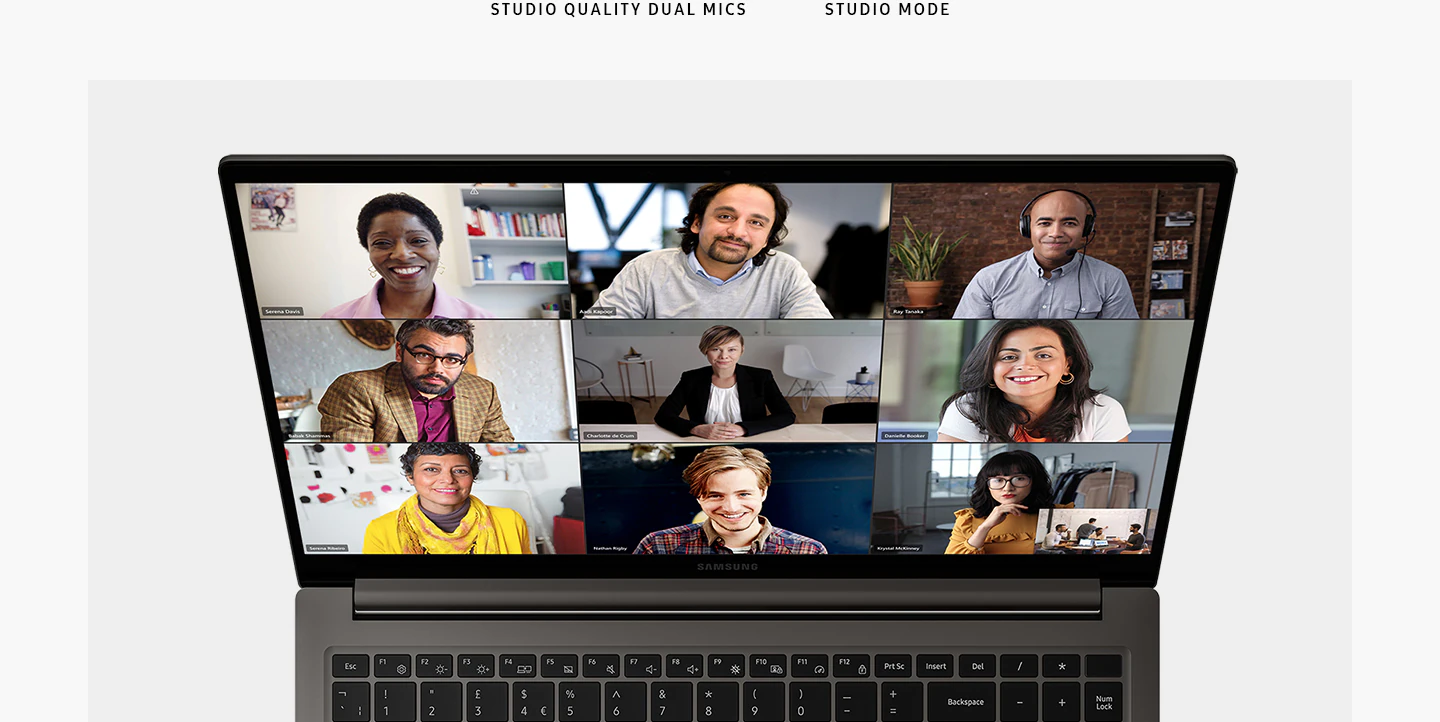 STUDIO QUALITY DUAL MICS
STUDIO MODE
Serena Davis
Aadi Kapoor
Ray Tanaka
Babak Shammas
Charlotte de Crum
Danielle Booker
Serena Ribeiro
Nathan Rigby
Krystal McKinney
SAMSUNG
Esc F1 F2 F3 F4 F5 F6 F7 F8 F9 F10 F11 F12 Prt Sc Insert Del / *
¬ ! " £ $ % ^ & * ( ) _ +
` ¦ 1 2 3 4 € 5 6 7 8 9 0 - = Backspace - + Num
Lock